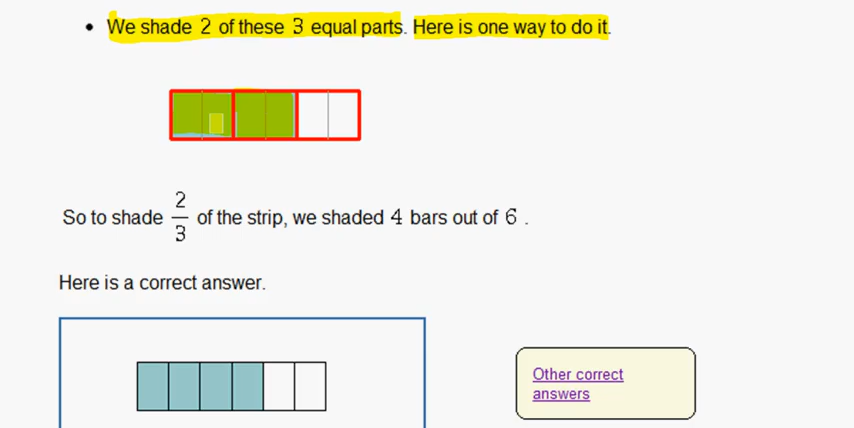 • We shade 2 of these 3 equal parts. Here is one way to do it.
So to shade 2/3 of the strip, we shaded 4 bars out of 6 .
Here is a correct answer.
Other correct
answers